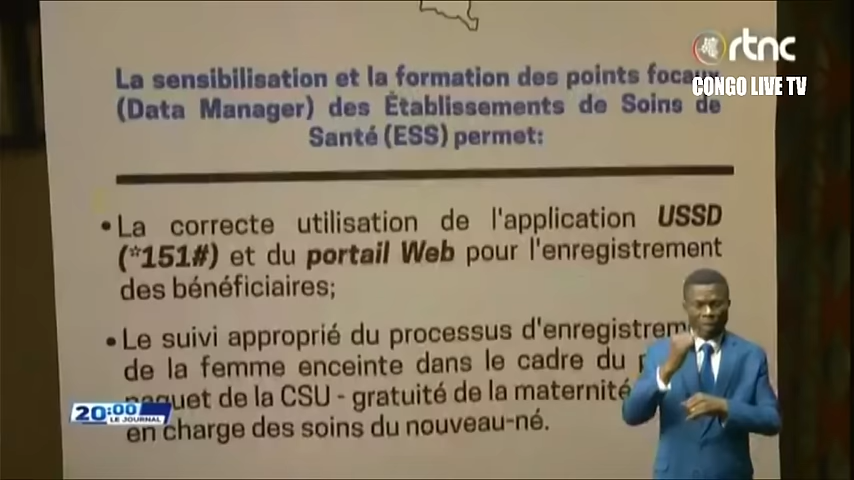 rtnc
CONGO LIVE TV
La sensibilisation et la formation des points focaux
(Data Manager) des Établissements de Soins de
Santé (ESS) permet:
• La correcte utilisation de l'application USSD
(*151#) et du portail Web pour l'enregistrement
des bénéficiaires;
• Le suivi approprié du processus d'enregistrem
de la femme enceinte dans le cadre du p
paquet de la CSU - gratuité de la maternité
en charge des soins du nouveau-né.
20:00
LE JOURNAL